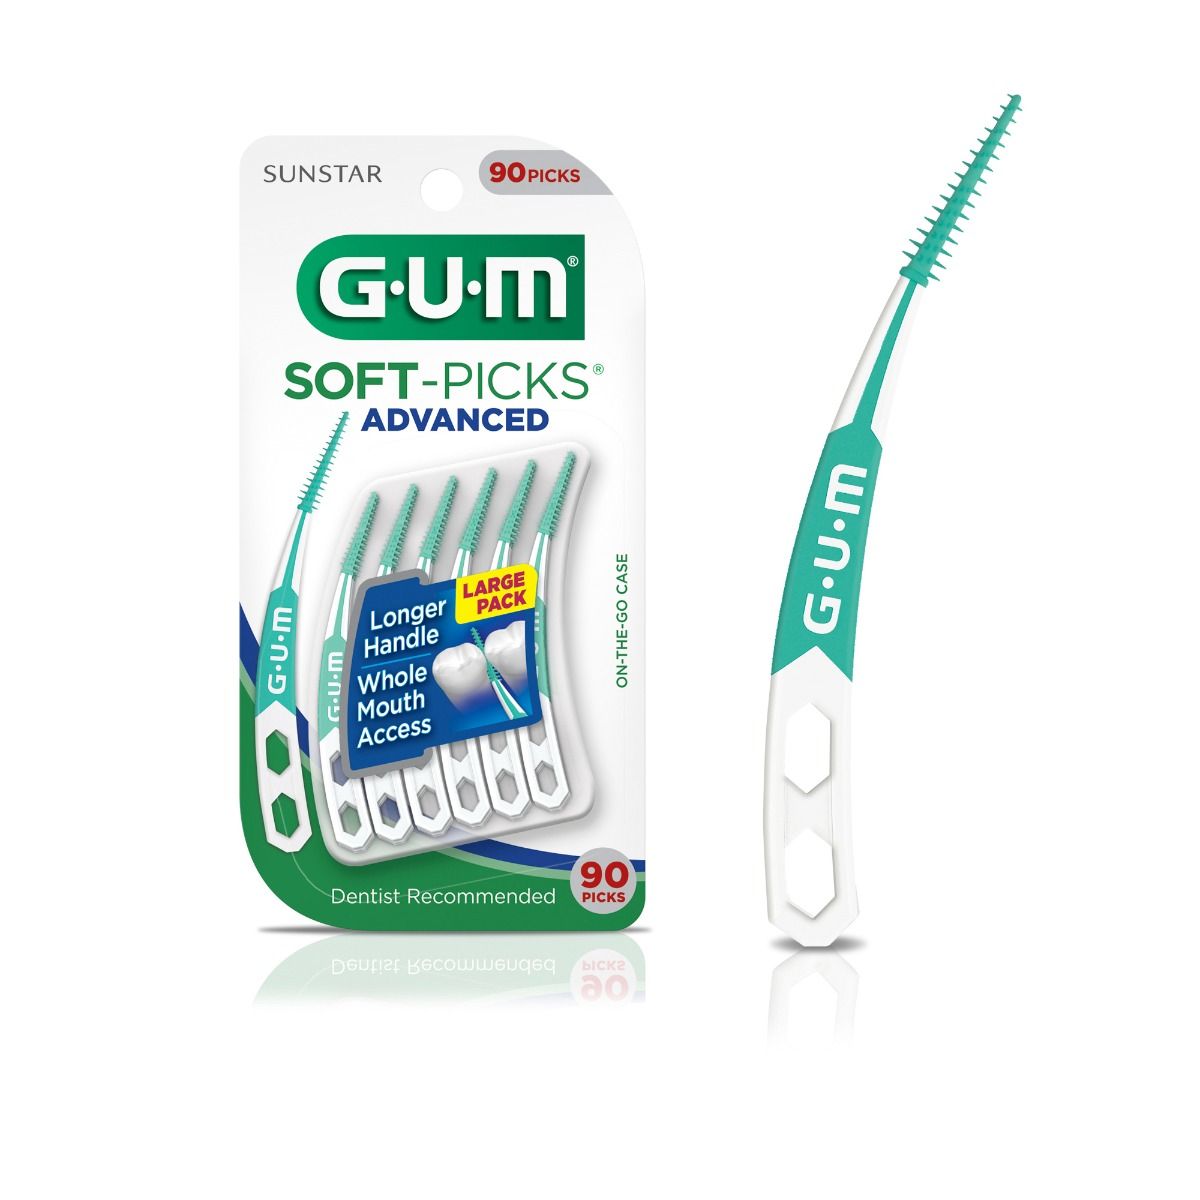 SUNSTAR
90 PICKS
G·U·M®
SOFT-PICKS®
ADVANCED
LARGE
PACK
Longer
Handle
Whole
Mouth
Access
G·U·M
G·U·M
ON-THE-GO CASE
Dentist Recommended
90
PICKS
G·U·M